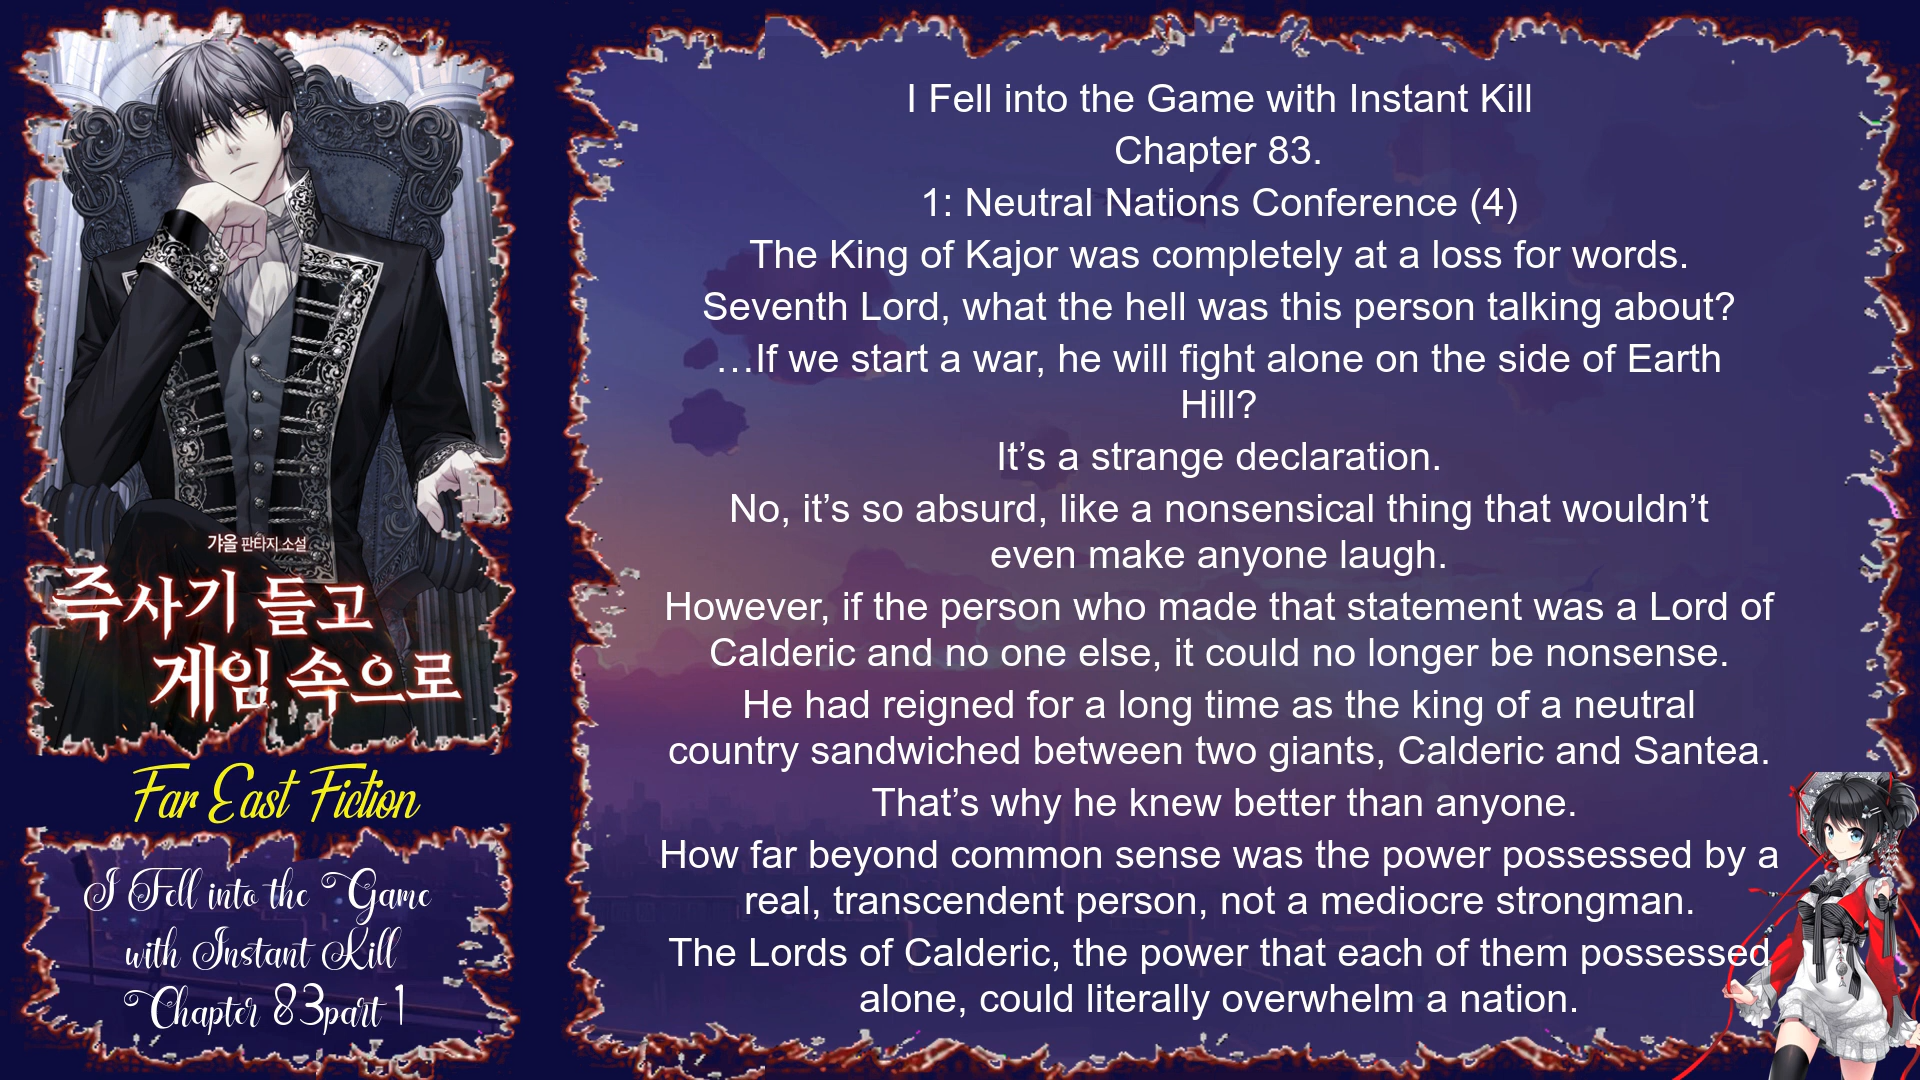 갸올 판타지 소설
즉사기 들고
게임 속으로
Far East Fiction
I Fell into the Game
with Instant Kill
Chapter 83part 1
I Fell into the Game with Instant Kill
Chapter 83.
1: Neutral Nations Conference (4)
The King of Kajor was completely at a loss for words.
Seventh Lord, what the hell was this person talking about?
…If we start a war, he will fight alone on the side of Earth
Hill?
It’s a strange declaration.
No, it’s so absurd, like a nonsensical thing that wouldn’t
even make anyone laugh.
However, if the person who made that statement was a Lord of
Calderic and no one else, it could no longer be nonsense.
He had reigned for a long time as the king of a neutral
country sandwiched between two giants, Calderic and Santea.
That’s why he knew better than anyone.
How far beyond common sense was the power possessed by a
real, transcendent person, not a mediocre strongman.
The Lords of Calderic, the power that each of them possessed
alone, could literally overwhelm a nation.